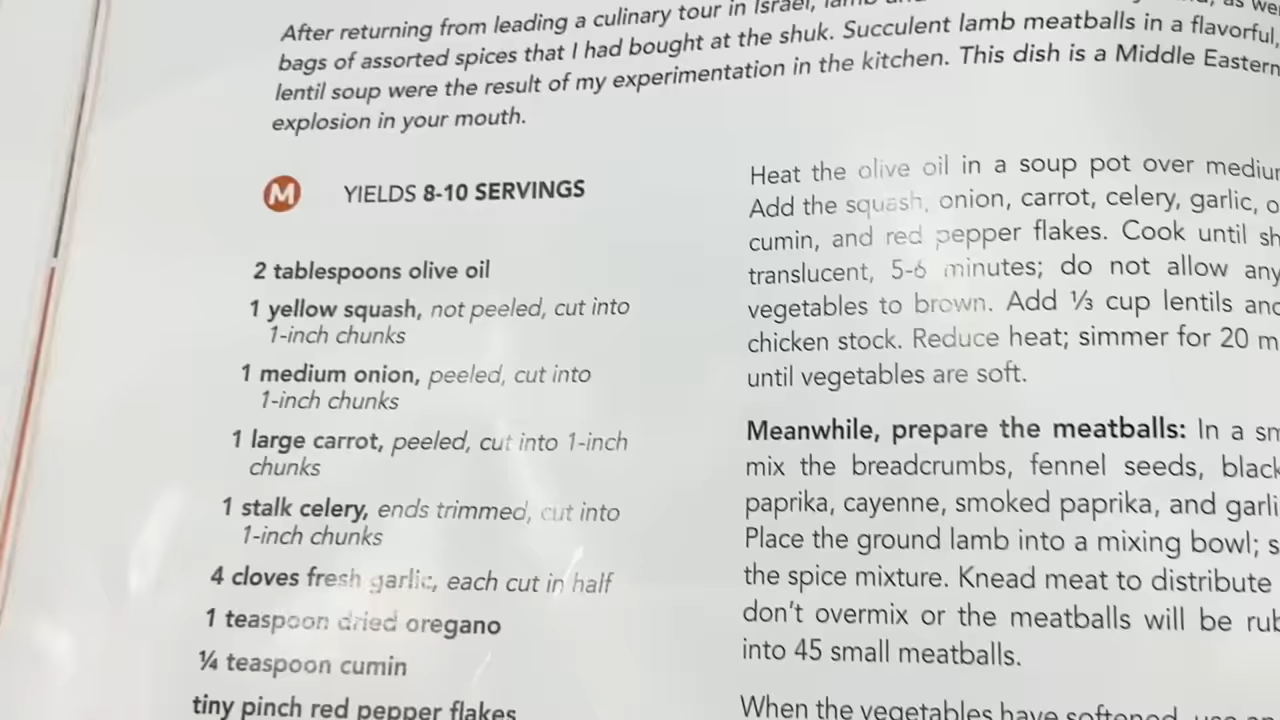 After returning from leading a culinary tour in Israel, lamb
bags of assorted spices that I had bought at the shuk. Succulent lamb meatballs in a flavorful,
lentil soup were the result of my experimentation in the kitchen. This dish is a Middle Eastern
explosion in your mouth.
M YIELDS 8-10 SERVINGS
2 tablespoons olive oil
1 yellow squash, not peeled, cut into
1-inch chunks
1 medium onion, peeled, cut into
1-inch chunks
1 large carrot, peeled, cut into 1-inch
chunks
1 stalk celery, ends trimmed, cut into
1-inch chunks
4 cloves fresh garlic, each cut in half
1 teaspoon dried oregano
¼ teaspoon cumin
tiny pinch red pepper flakes
Heat the olive oil in a soup pot over
Add the squash, onion, carrot, celery, garlic,
cumin, and red pepper flakes. Cook until
translucent, 5-6 minutes; do not allow any
vegetables to brown. Add ⅓ cup lentils
chicken stock. Reduce heat; simmer for 20
until vegetables are soft.
Meanwhile, prepare the meatballs: In a
mix the breadcrumbs, fennel seeds, black
paprika, cayenne, smoked paprika, and
Place the ground lamb into a mixing bowl;
the spice mixture. Knead meat to distribute
don't overmix or the meatballs will be
into 45 small meatballs.
When the vegetables have softened,